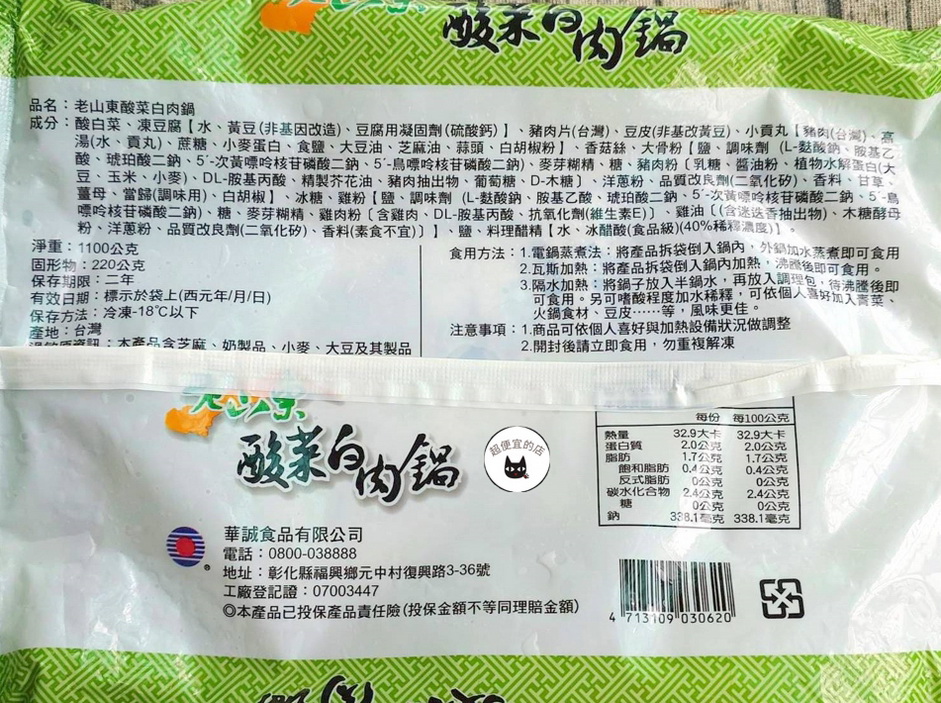 酸菜白肉鍋
品名：老山東酸菜白肉鍋
成分：酸白菜、凍豆腐【水、黃豆(非基因改造)、豆腐用凝固劑(硫酸鈣)】、豬肉片(台灣)、豆皮(非基改黃豆)、小貢丸【豬肉(台灣)、高
湯(水、貢丸)、蔗糖、小麥蛋白、食鹽、大豆油、芝麻油、蒜頭、白胡椒粉】、香菇絲、大骨粉【鹽、調味劑 (L-麩酸鈉、胺基乙
酸、琥珀酸二鈉、5´-次黃嘌呤核苷磷酸二鈉、5´-鳥嘌呤核苷磷酸二鈉)、麥芽糊精、糖、豬肉粉〔乳糖、醬油粉、植物水解蛋白(大
豆、玉米、小麥)、DL-胺基丙酸、精製芥花油、豬肉抽出物、葡萄糖、D-木糖〕、洋蔥粉、品質改良劑(二氧化矽)、香料、甘草、
薑母、當歸(調味用)、白胡椒】、冰糖、雞粉【鹽、調味劑 (L-麩酸鈉、胺基乙酸、琥珀酸二鈉、5´-次黃嘌呤核苷磷酸二鈉、5´-鳥
嘌呤核苷磷酸二鈉)、糖、麥芽糊精、雞肉粉〔含雞肉、DL-胺基丙酸、抗氧化劑(維生素E)〕、雞油〔(含迷迭香抽出物)、木糖酵母
粉、洋蔥粉、品質改良劑(二氧化矽)、香料(素食不宜)〕】、鹽、料理醋精【水、冰醋酸(食品級)(40%稀釋濃度)】。
淨重：1100公克
固形物：220公克
保存期限：二年
有效日期：標示於袋上(西元年/月/日)
保存方法：冷凍-18℃以下
產地：台灣
過敏原資訊：本產品含芝麻、奶製品、小麥、大豆及其製品
食用方法：1.電鍋蒸煮法：將產品拆袋倒入鍋內，外鍋加水蒸煮即可食用
2.瓦斯加熱：將產品拆袋倒入鍋內加熱，沸騰後即可食用。
3.隔水加熱：將鍋子放入半鍋水，再放入調理包，待沸騰後即
可食用。另可嗜酸程度加水稀釋，可依個人喜好加入青菜、
火鍋食材、豆皮⋯⋯等，風味更佳。
注意事項：1.商品可依個人喜好與加熱設備狀況做調整
2.開封後請立即食用，勿重複解凍
酸菜白肉鍋
超便宜的店
每份 每100公克
熱量 32.9大卡 32.9大卡
蛋白質 2.0公克 2.0公克
脂肪 1.7公克 1.7公克
飽和脂肪 0.4公克 0.4公克
反式脂肪 0公克 0公克
碳水化合物 2.4公克 2.4公克
糖 0公克 0公克
鈉 338.1毫克 338.1毫克
華誠食品有限公司
電話：0800-038888
地址：彰化縣福興鄉元中村復興路3-36號
工廠登記證：07003447
◎本產品已投保產品責任險(投保金額不等同理賠金額)
4 713109 030620